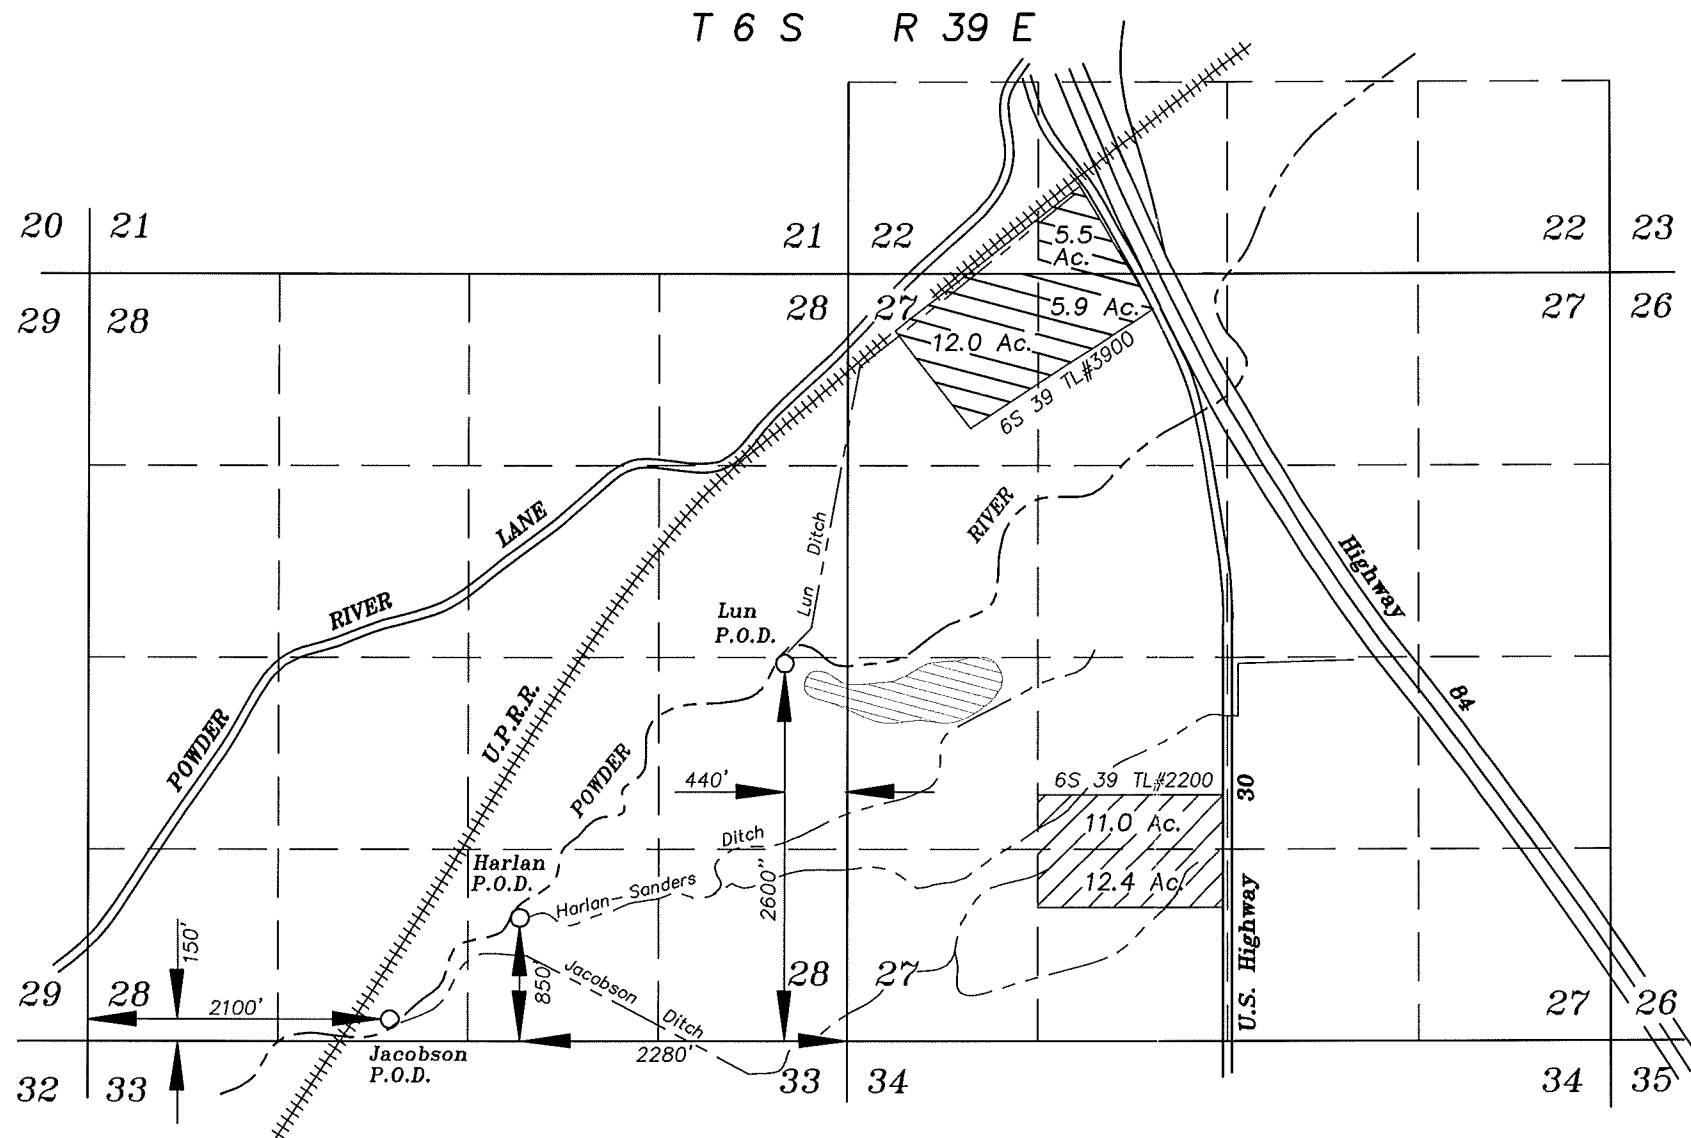 T 6 S R 39 E
20 21
21 22
22 23
5.5
Ac.
29 28
28 27
27 26
5.9 Ac.
12.0 Ac.
6S 39 TL#3900
LANE
RIVER
POWDER
RIVER
POWDER
U.P.R.R.
Lun Ditch
Lun
P.O.D.
Highway
84
440'
2600''
6S 39 TL#2200
11.0 Ac.
12.4 Ac.
30
U.S. Highway
Ditch
Harlan-Sanders
Harlan
P.O.D.
850'
Jacobson
Ditch
150'
2100'
2280'
29 28
28 27
27 26
Jacobson
P.O.D.
32 33
33 34
34 35